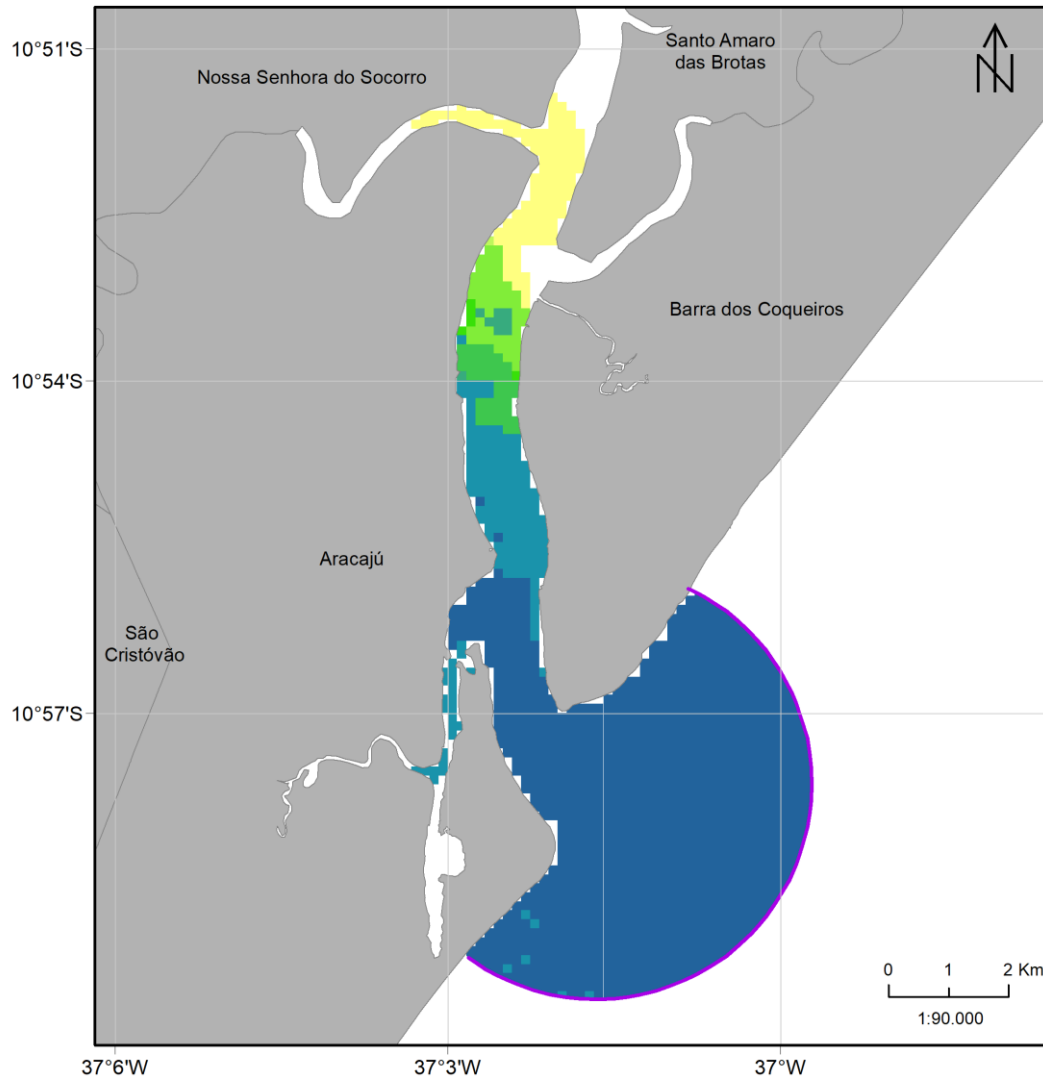 10°51'S
Santo Amaro
das Brotas
Nossa Senhora do Socorro
N
Barra dos Coqueiros
10°54'S
Aracajú
São
Cristóvão
10°57'S
0 1 2 Km
1:90.000
37°6'W 37°3'W 37°W